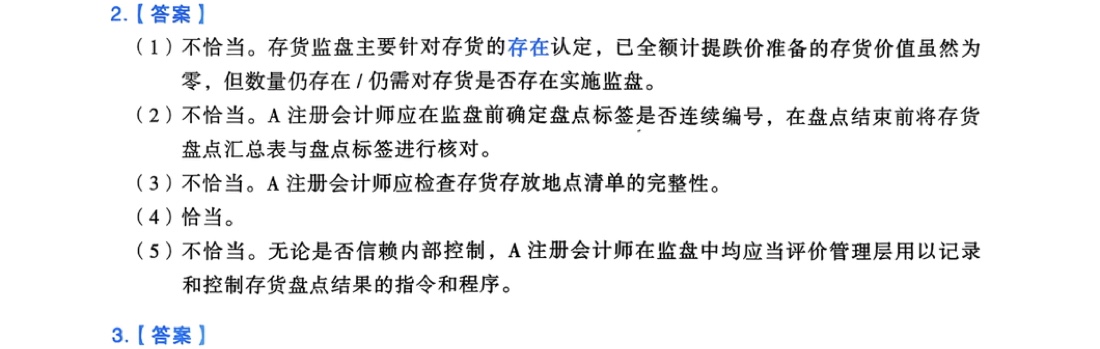 2.【答案】
（1）不恰当。存货监盘主要针对存货的存在认定，已全额计提跌价准备的存货价值虽然为
零，但数量仍存在 / 仍需对存货是否存在实施监盘。
（2）不恰当。A 注册会计师应在监盘前确定盘点标签是否连续编号，在盘点结束前将存货
盘点汇总表与盘点标签进行核对。
（3）不恰当。A 注册会计师应检查存货存放地点清单的完整性。
（4）恰当。
（5）不恰当。无论是否信赖内部控制，A 注册会计师在监盘中均应当评价管理层用以记录
和控制存货盘点结果的指令和程序。
3.【答案】